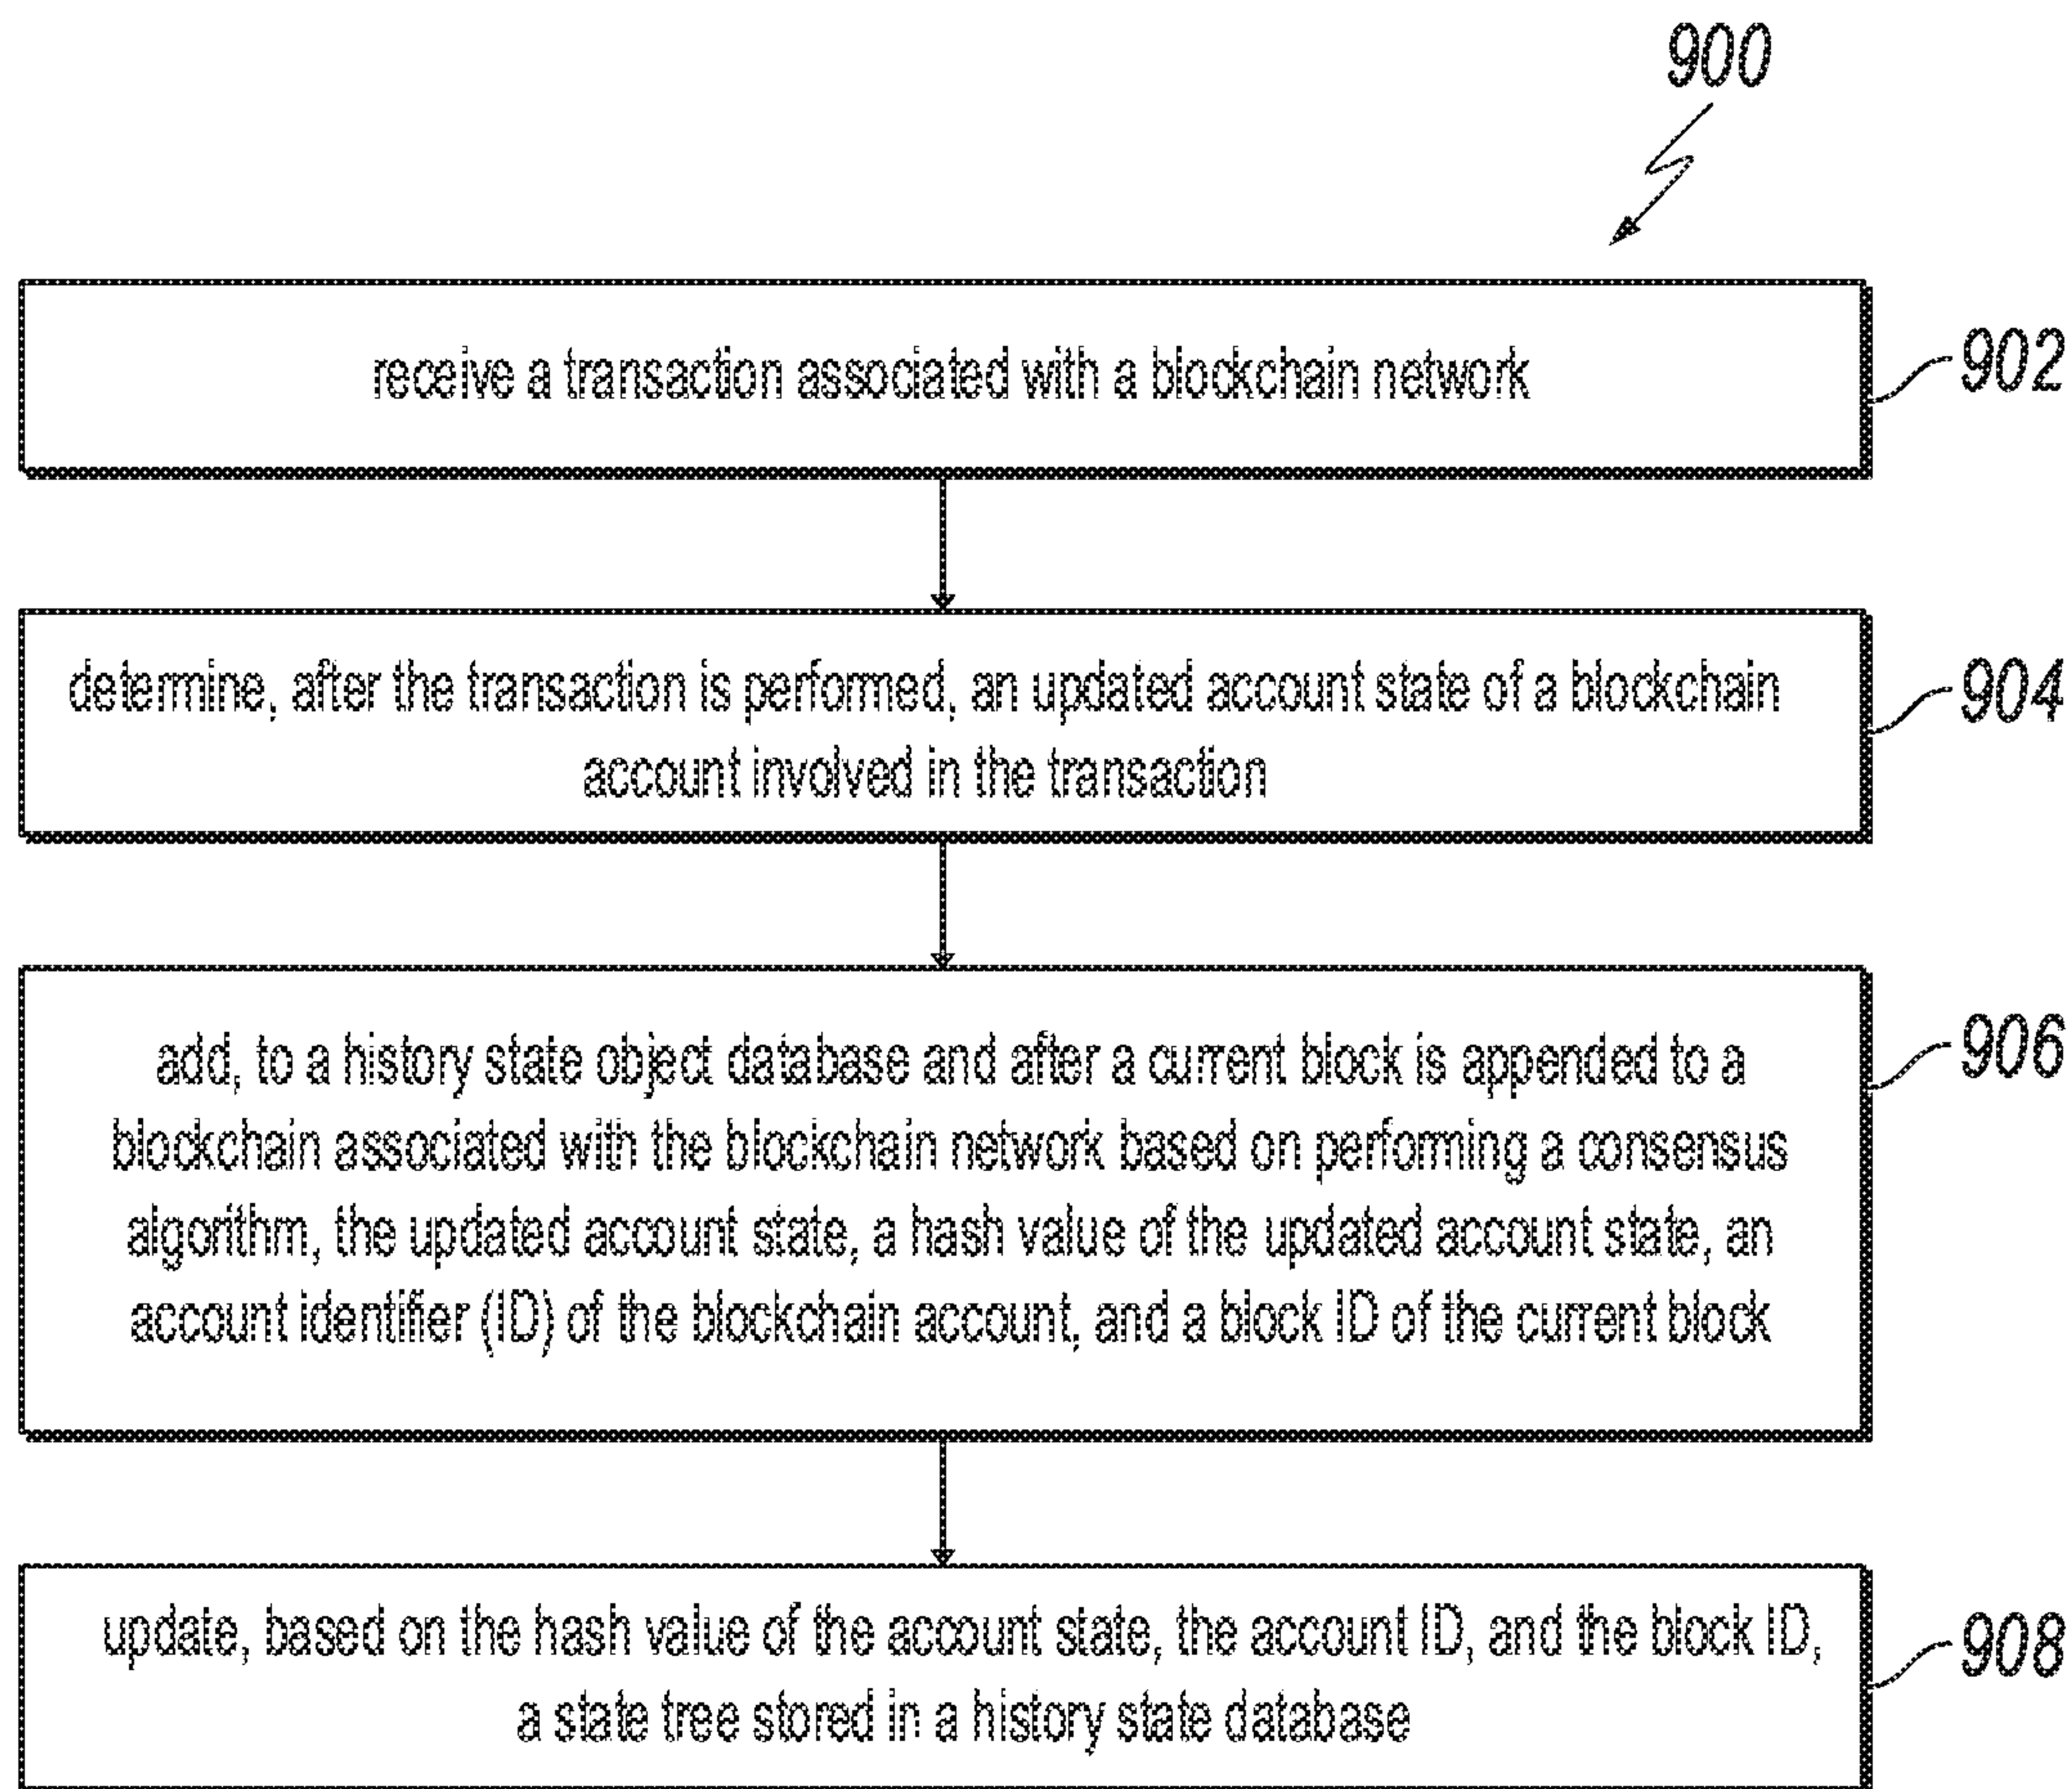 900
receive a transaction associated with a blockchain network
902
determine, after the transaction is performed, an updated account state of a blockchain
account involved in the transaction
904
add, to a history state object database and after a current block is appended to a
blockchain associated with the blockchain network based on performing a consensus
algorithm, the updated account state, a hash value of the updated account state, an
account identifier (ID) of the blockchain account, and a block ID of the current block
906
update, based on the hash value of the account state, the account ID, and the block ID,
a state tree stored in a history state database
908